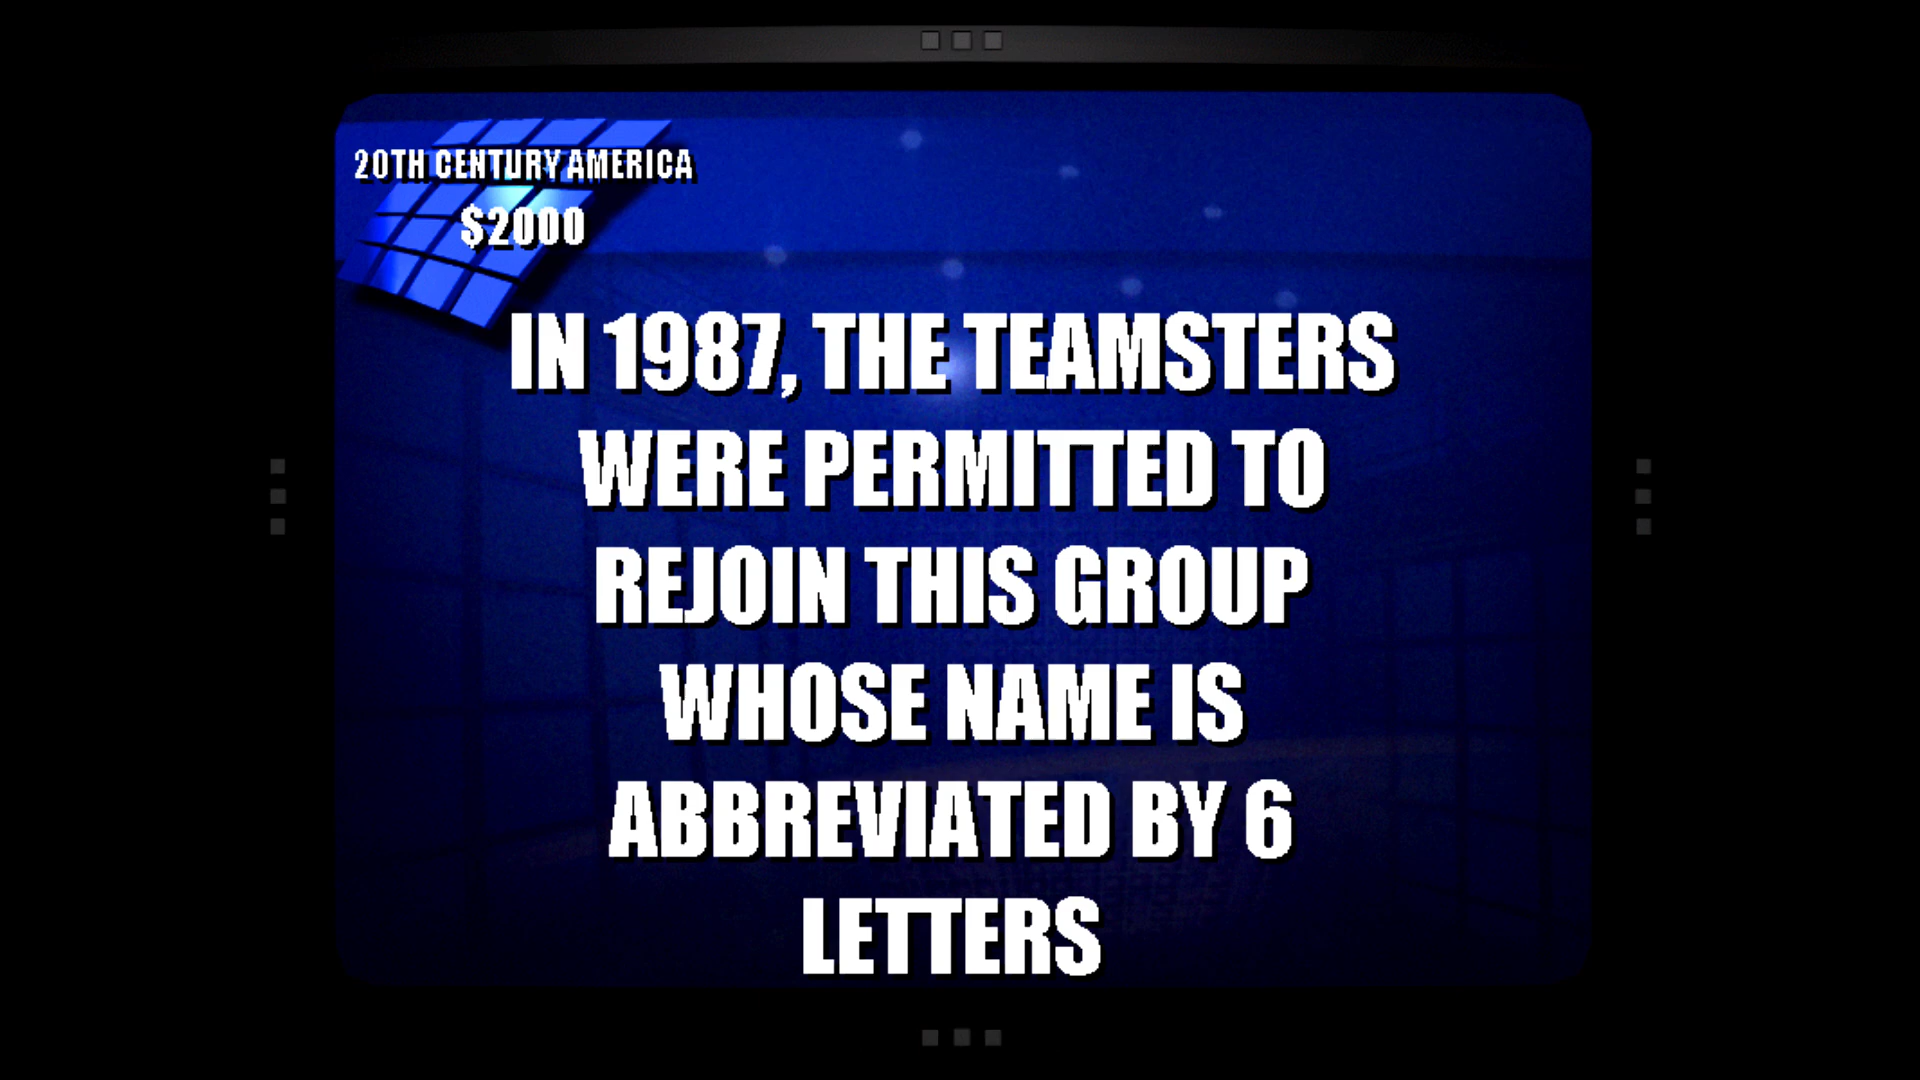 20TH CENTURY AMERICA
$2000
IN 1987, THE TEAMSTERS
WERE PERMITTED TO
REJOIN THIS GROUP
WHOSE NAME IS
ABBREVIATED BY 6
LETTERS